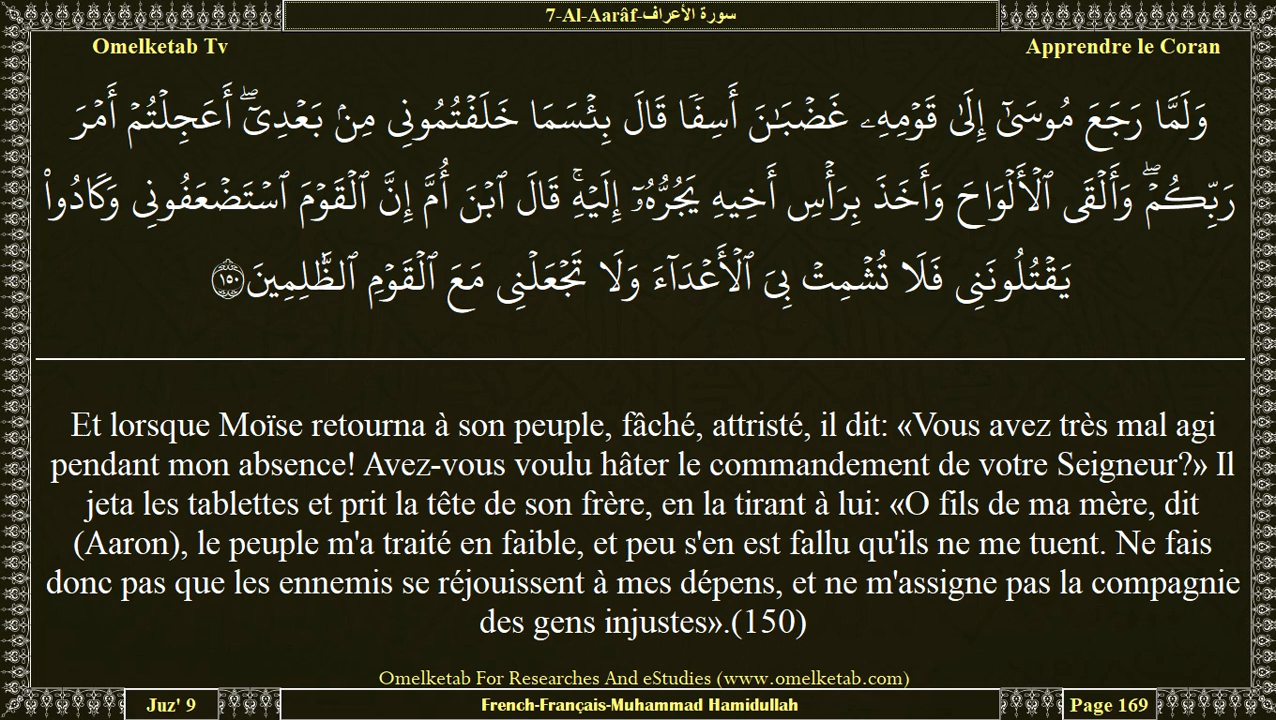 7-Al-Aarâf-سورة الأعراف
Omelketab Tv
Apprendre le Coran
وَلَمَّا رَجَعَ مُوسَىٰٓ إِلَىٰ قَوْمِهِۦ غَضْبَـٰنَ أَسِفًا قَالَ بِئْسَمَا خَلَفْتُمُونِى مِنۢ بَعْدِىٓ ۖ أَعَجِلْتُمْ أَمْرَ
رَبِّكُمْ ۖ وَأَلْقَى ٱلْأَلْوَاحَ وَأَخَذَ بِرَأْسِ أَخِيهِ يَجُرُّهُۥٓ إِلَيْهِ ۚ قَالَ ٱبْنَ أُمَّ إِنَّ ٱلْقَوْمَ ٱسْتَضْعَفُونِى وَكَادُوا۟
يَقْتُلُونَنِى فَلَا تُشْمِتْ بِىَ ٱلْأَعْدَآءَ وَلَا تَجْعَلْنِى مَعَ ٱلْقَوْمِ ٱلظَّـٰلِمِينَ ١٥٠
Et lorsque Moïse retourna à son peuple, fâché, attristé, il dit: «Vous avez très mal agi
pendant mon absence! Avez-vous voulu hâter le commandement de votre Seigneur?» Il
jeta les tablettes et prit la tête de son frère, en la tirant à lui: «O fils de ma mère, dit
(Aaron), le peuple m'a traité en faible, et peu s'en est fallu qu'ils ne me tuent. Ne fais
donc pas que les ennemis se réjouissent à mes dépens, et ne m'assigne pas la compagnie
des gens injustes».(150)
Omelketab For Researches And eStudies (www.omelketab.com)
Juz' 9
French-Français-Muhammad Hamidullah
Page 169